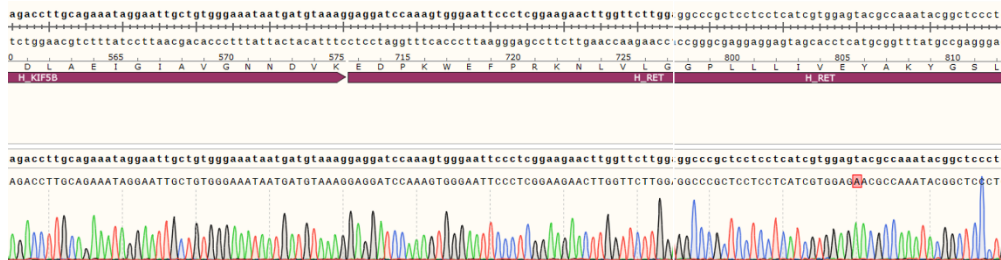 agaccttgcagaaataggaattgctgtgggaaataatgatgtaaaggaggatccaaagtgggaattccctcggaagaacttggttcttgg ggcccgctcctcctcatcgtggagtacgccaaatacggctccct
tctggaacgtctttatccttaacgacaccctttattactacatttcctcctaggtttcacccttaagggagccttcttgaaccaagaacc ccgggcgaggaggagtagcacctcatgcggtttatgccgaggga
0 565 570 575 715 720 725 800 805 810
D L A E I G I A V G N N D V K E D P K W E F P R K N L V L G G P L L L I V E Y A K Y G S L
H_KIF5B H_RET H_RET
agaccttgcagaaataggaattgctgtgggaaataatgatgtaaaggaggatccaaagtgggaattccctcggaagaacttggttcttgg ggcccgctcctcctcatcgtggagtacgccaaatacggctccct
AGACCTTGCAGAAATAGGAATTGCTGTGGGAAATAATGATGTAAAGGAGGATCCAAAGTGGGAATTCCCTCGGAAGAACTTGGTTCTTGG GGCCCGCTCCTCCTCATCGTGGAGAACGCCAAATACGGCTCCCT